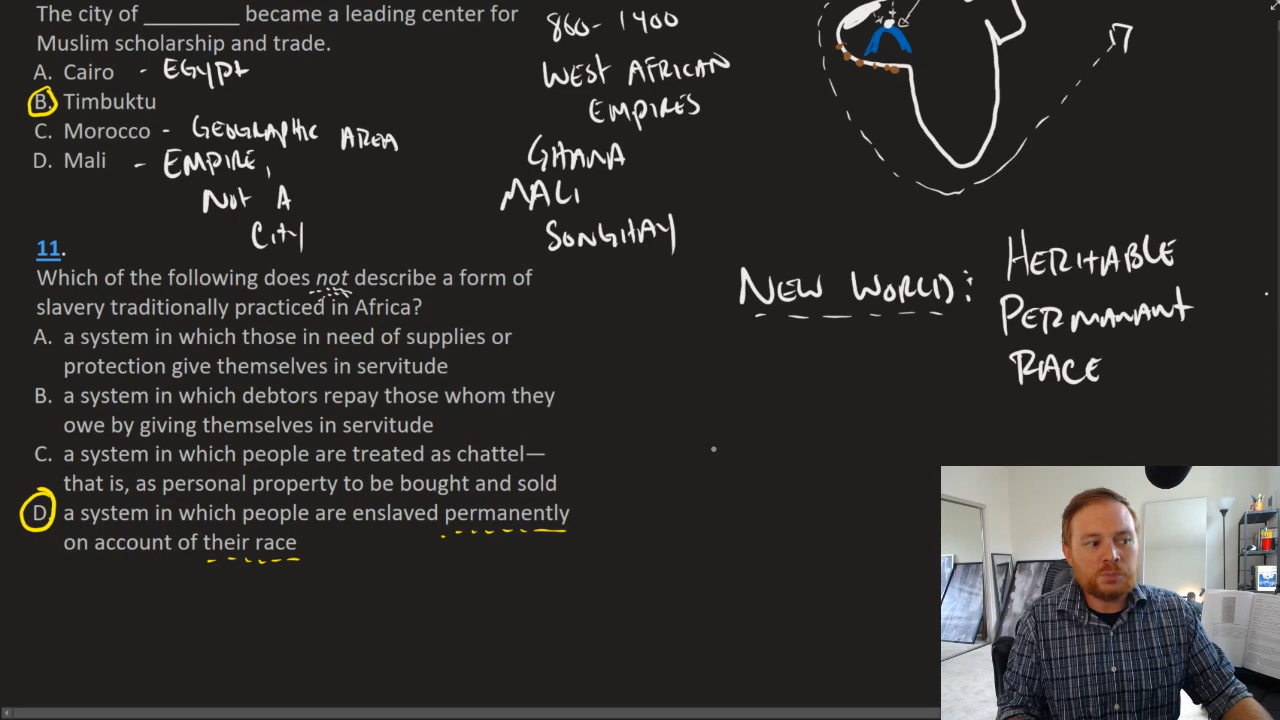 The city of ________ became a leading center for
Muslim scholarship and trade.
A. Cairo - EGYPT
B. Timbuktu
C. Morocco - GEOGRAPHIC AREA
D. Mali - EMPIRE,
NOT A
CITY
800-1400
WEST AFRICAN
EMPIRES
GHANA
MALI
SONGHAY
11.
Which of the following does not describe a form of
slavery traditionally practiced in Africa?
A. a system in which those in need of supplies or
protection give themselves in servitude
B. a system in which debtors repay those whom they
owe by giving themselves in servitude
C. a system in which people are treated as chattel—
that is, as personal property to be bought and sold
D. a system in which people are enslaved permanently
on account of their race
NEW WORLD:
HERITABLE
PERMANANT
RACE